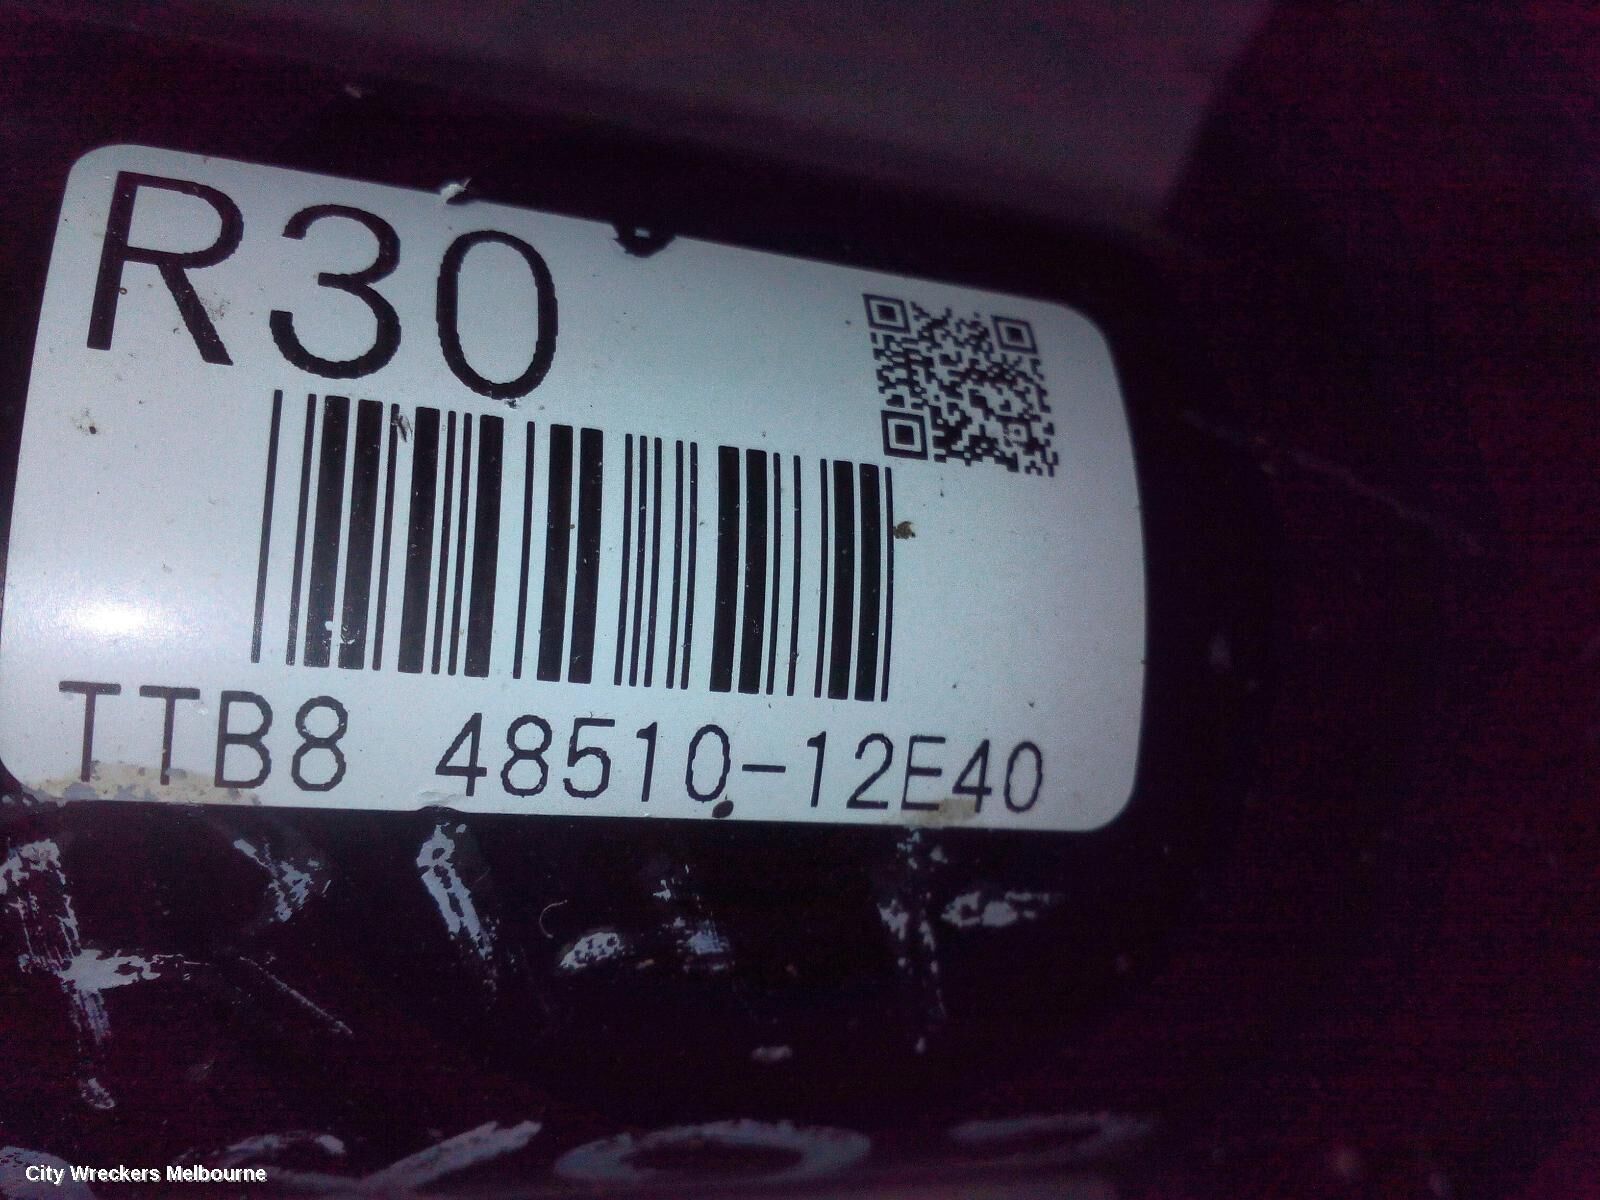 R30
TTB8 48510-12E40
City Wreckers Melbourne